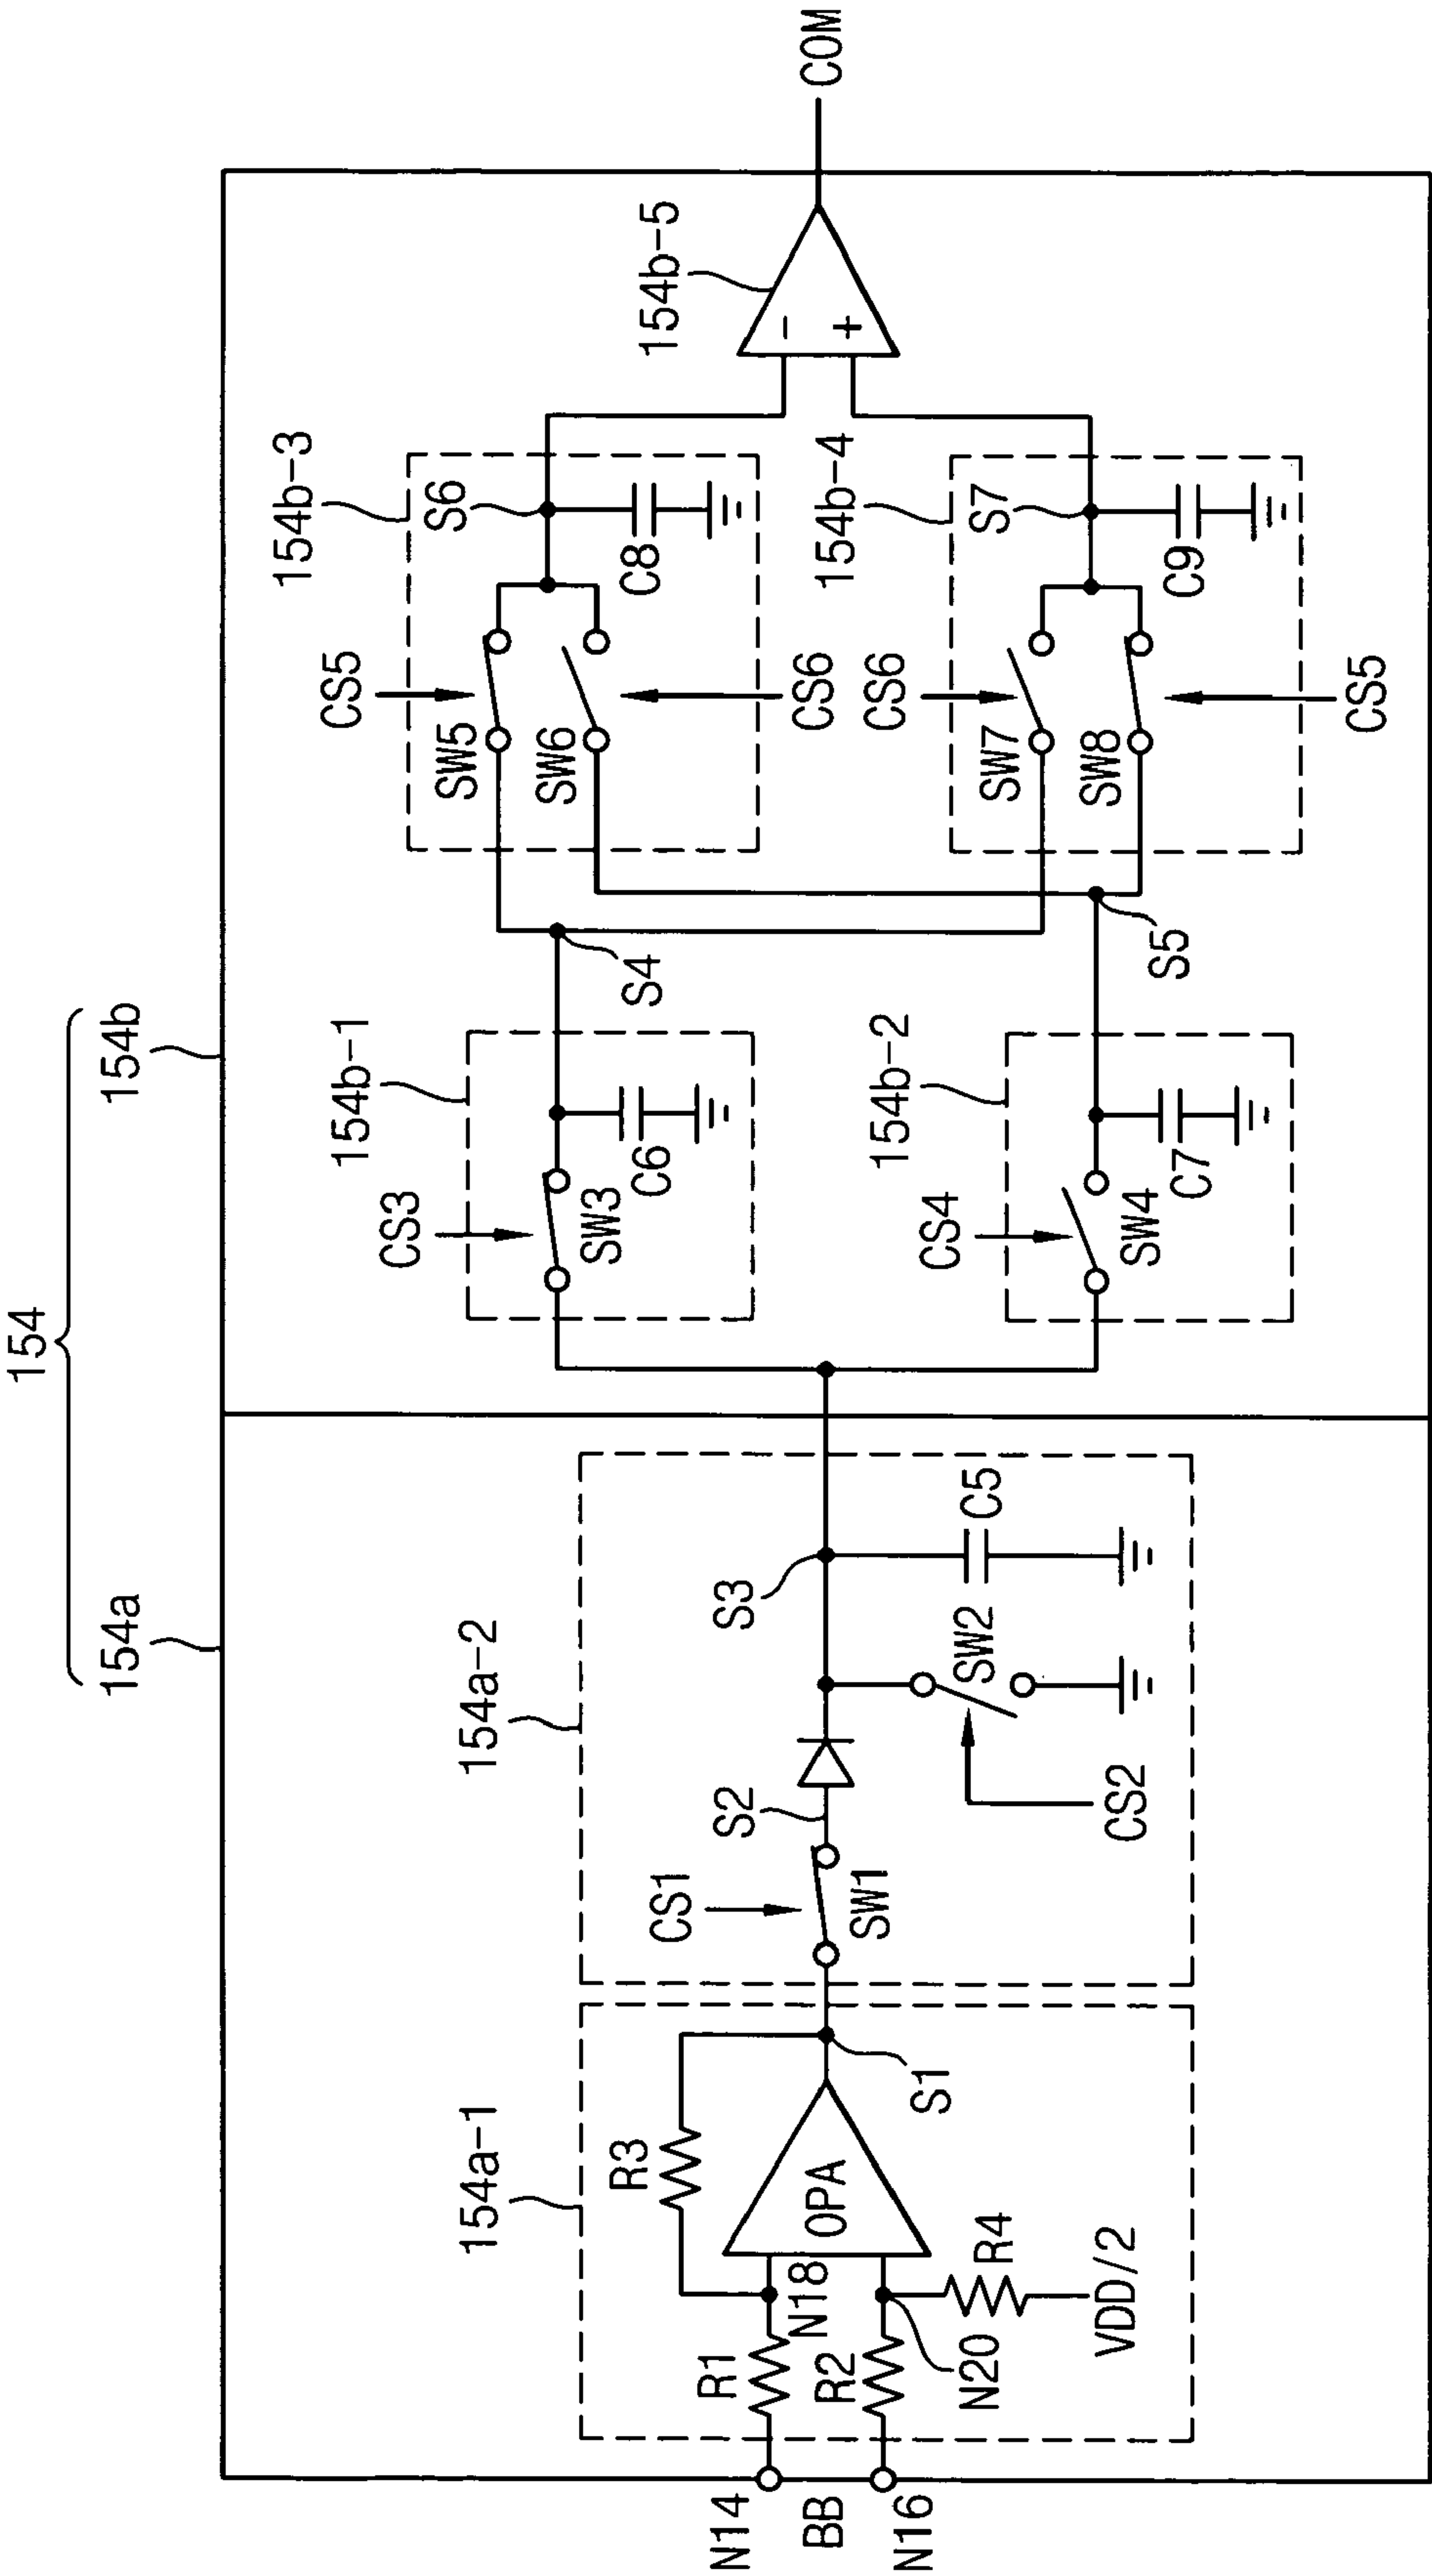 154
154a
154b
154a-1
R3
N14
BB
N16
R1
R2
N18
N20
OPA
R4
VDD/2
S1
154a-2
CS1
SW1
S2
CS2
SW2
S3
C5
154b-1
CS3
SW3
C6
S4
154b-2
CS4
SW4
C7
S5
154b-3
CS5
SW5
SW6
CS6
S6
C8
154b-4
CS6
SW7
SW8
CS5
S7
C9
154b-5
-
+
COM